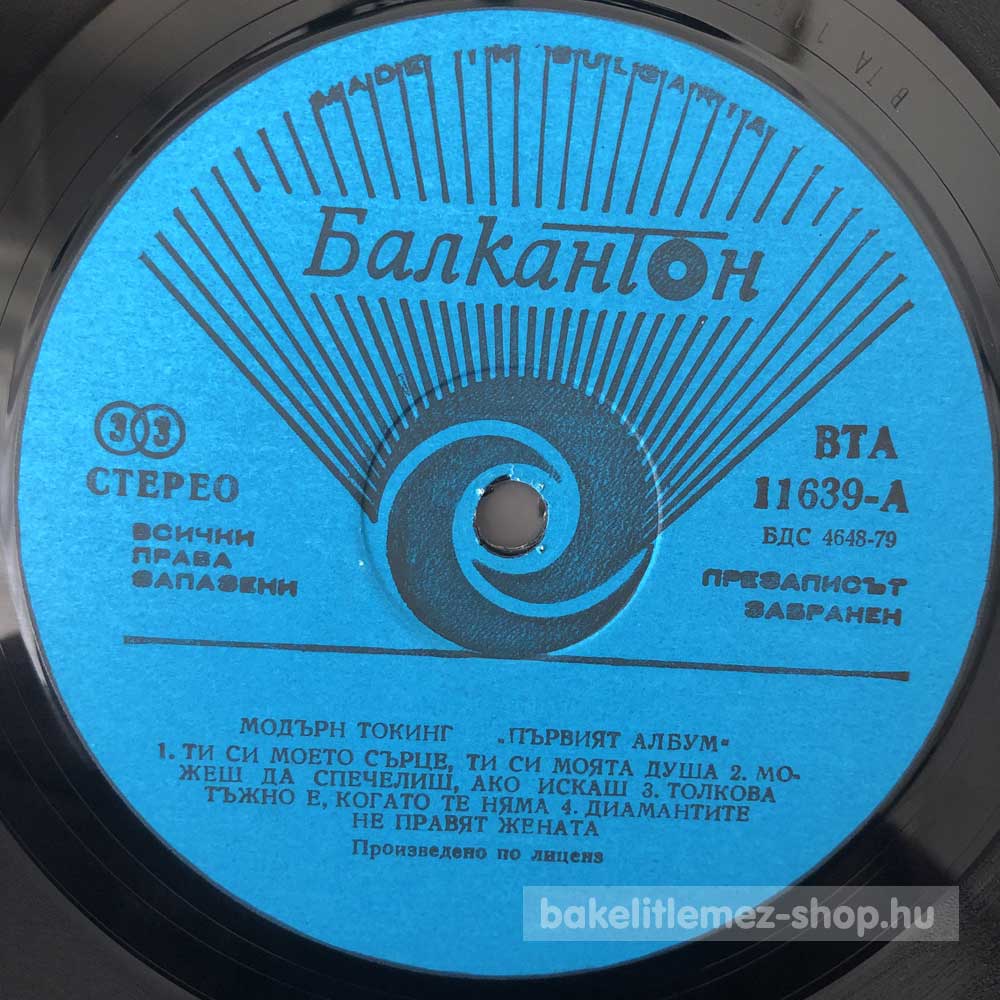 MADE IN BULGARIA
Балкантон
33
СТЕРЕО
ВСИЧКИ
ПРАВА
ЗАПАЗЕНИ
ВТА
11639-А
БДС 4648-79
ПРЕЗАПИСЪТ
ЗАБРАНЕН
МОДЪРН ТОКИНГ „ПЪРВИЯТ АЛБУМ“
1. ТИ СИ МОЕТО СЪРЦЕ, ТИ СИ МОЯТА ДУША 2. МО-
ЖЕШ ДА СПЕЧЕЛИШ, АКО ИСКАШ 3. ТОЛКОВА
ТЪЖНО Е, КОГАТО ТЕ НЯМА 4. ДИАМАНТИТЕ
НЕ ПРАВЯТ ЖЕНАТА
Произведено по лиценз
bakelitlemez-shop.hu